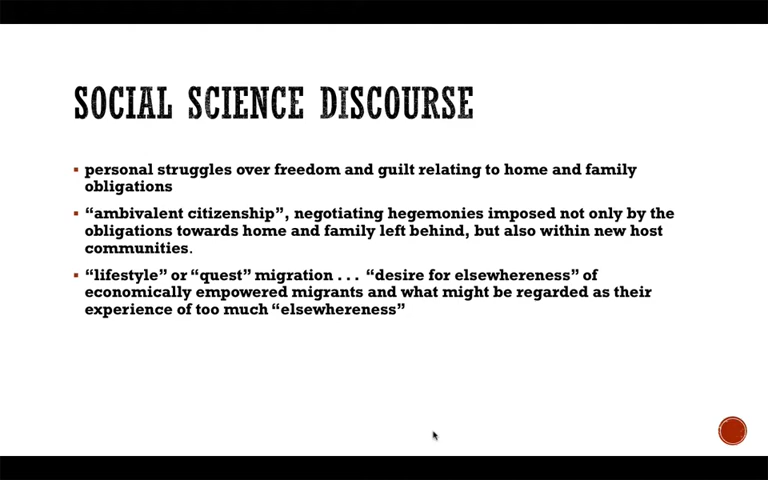 SOCIAL SCIENCE DISCOURSE
▪ personal struggles over freedom and guilt relating to home and family
obligations
▪ “ambivalent citizenship”, negotiating hegemonies imposed not only by the
obligations towards home and family left behind, but also within new host
communities.
▪ “lifestyle” or “quest” migration . . . “desire for elsewhereness” of
economically empowered migrants and what might be regarded as their
experience of too much “elsewhereness”